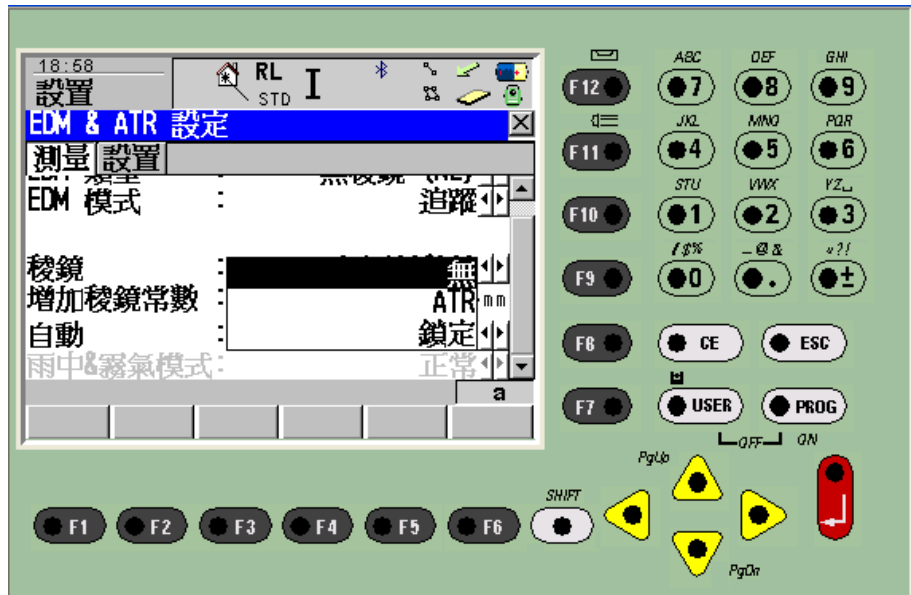 18:58
設置
RL
STD
I
EDM & ATR 設定
測量 設置
EDM 類型 :
EDM 模式 : 追蹤
稜鏡 : 無
增加稜鏡常數 : ATR mm
自動 : 鎖定
雨中&霧氣模式: 正常
a
F12
ABC
7
DEF
8
GHI
9
F11
JKL
4
MNO
5
PQR
6
F10
STU
1
VWX
2
YZ␣
3
F9
/$%
0
_@&
.
*?!
±
F8 CE ESC
F7 USER PROG
OFF ON
PgUp
SHIFT
F1 F2 F3 F4 F5 F6
PgDn